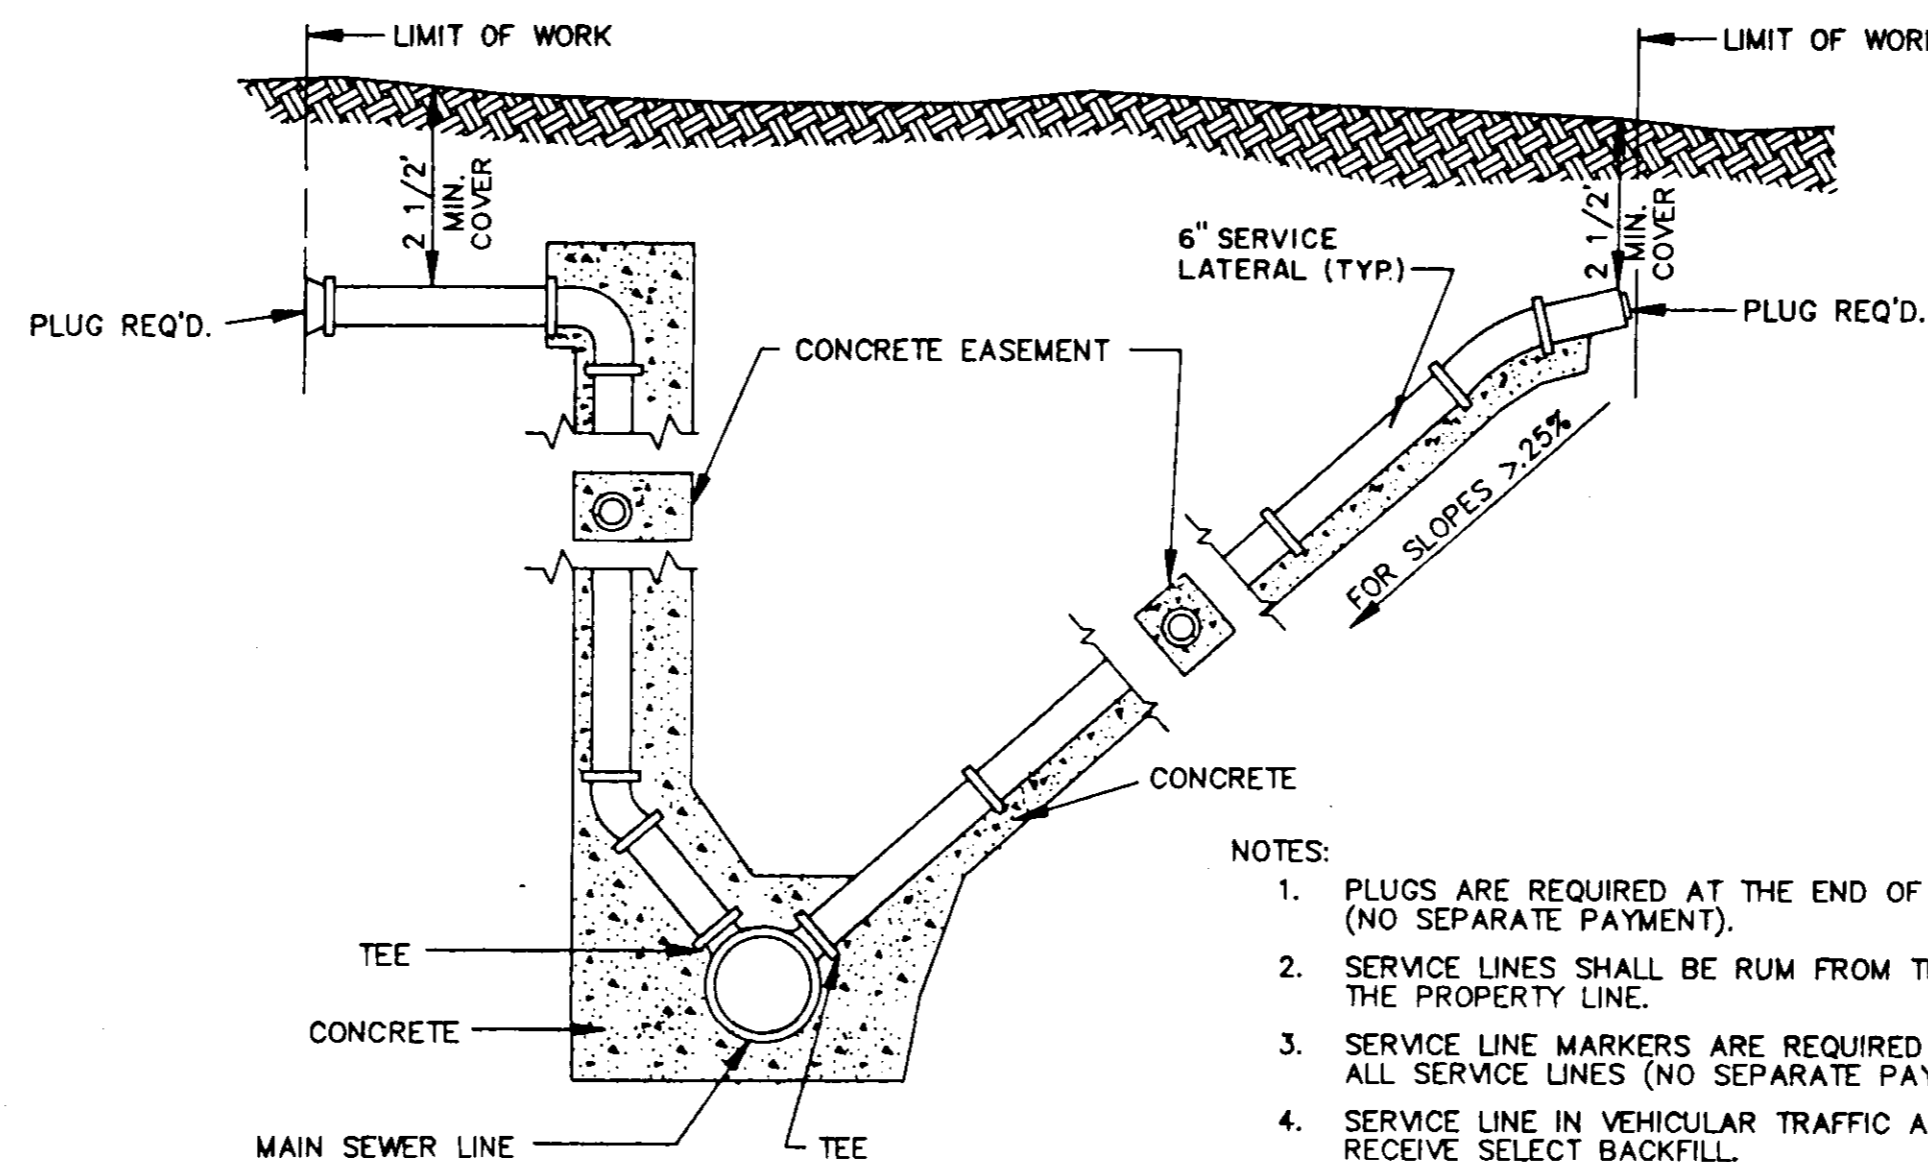 LIMIT OF WORK
LIMIT OF WORK
2 1/2'
MIN.
COVER
2 1/2'
MIN.
COVER
6" SERVICE
LATERAL (TYP.)
PLUG REQ'D.
PLUG REQ'D.
CONCRETE EASEMENT
FOR SLOPES >.25%
CONCRETE
TEE
CONCRETE
MAIN SEWER LINE
TEE
NOTES:
1. PLUGS ARE REQUIRED AT THE END OF
(NO SEPARATE PAYMENT).
2. SERVICE LINES SHALL BE RUM FROM
THE PROPERTY LINE.
3. SERVICE LINE MARKERS ARE REQUIRED
ALL SERVICE LINES (NO SEPARATE
4. SERVICE LINE IN VEHICULAR TRAFFIC
RECEIVE SELECT BACKFILL.